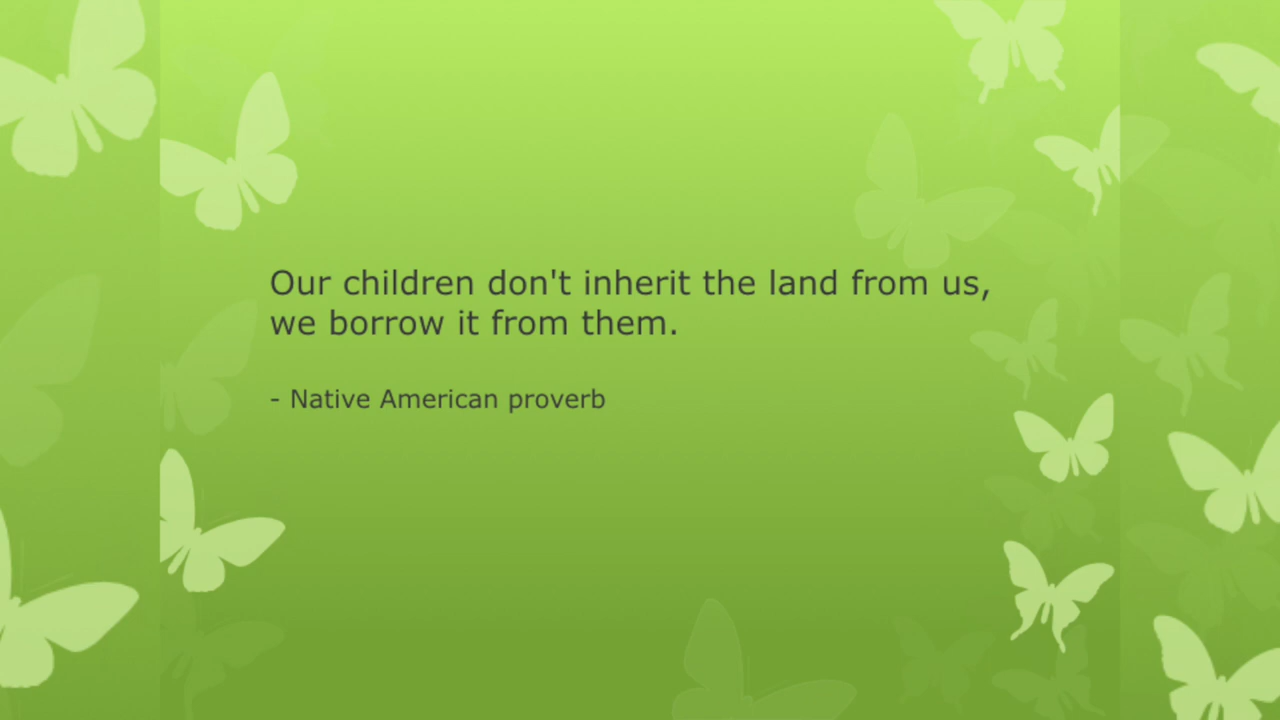 Our children don't inherit the land from us,
we borrow it from them.
- Native American proverb